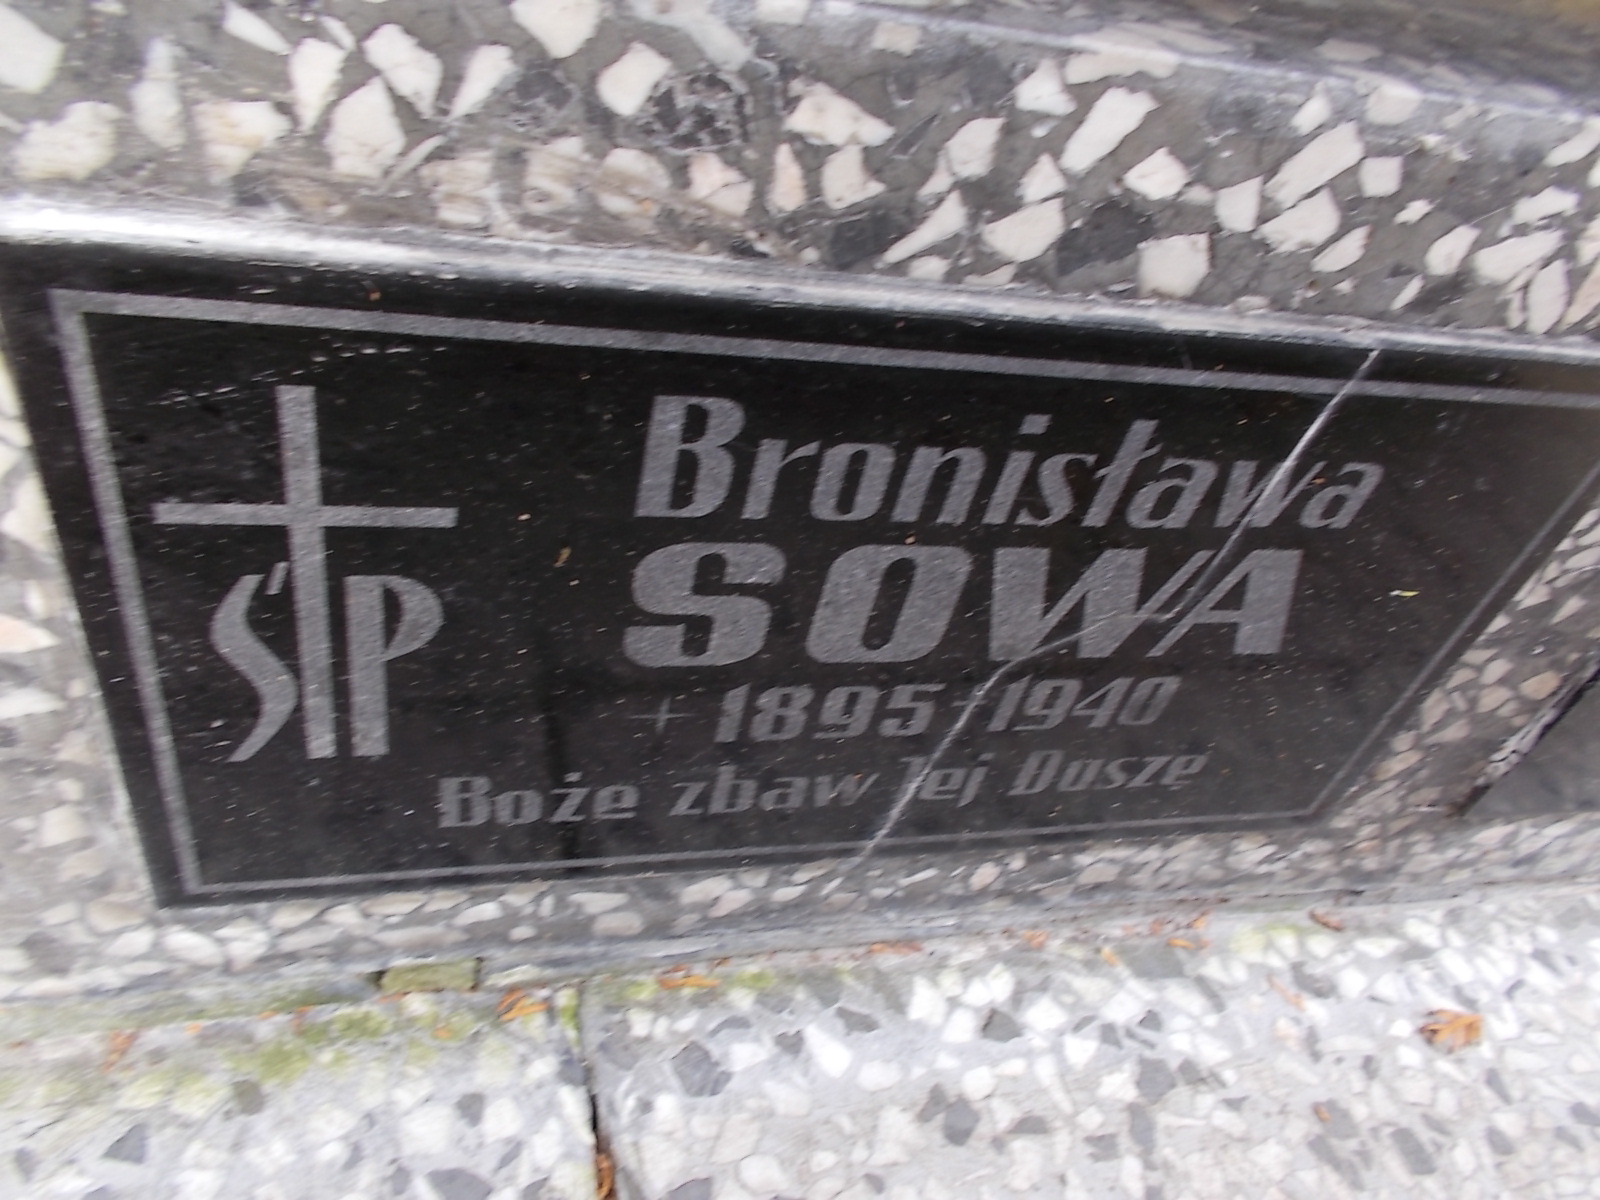 ŚP
Bronisława
SOWA
+ 1895-1940
Boże zbaw Jej Duszę